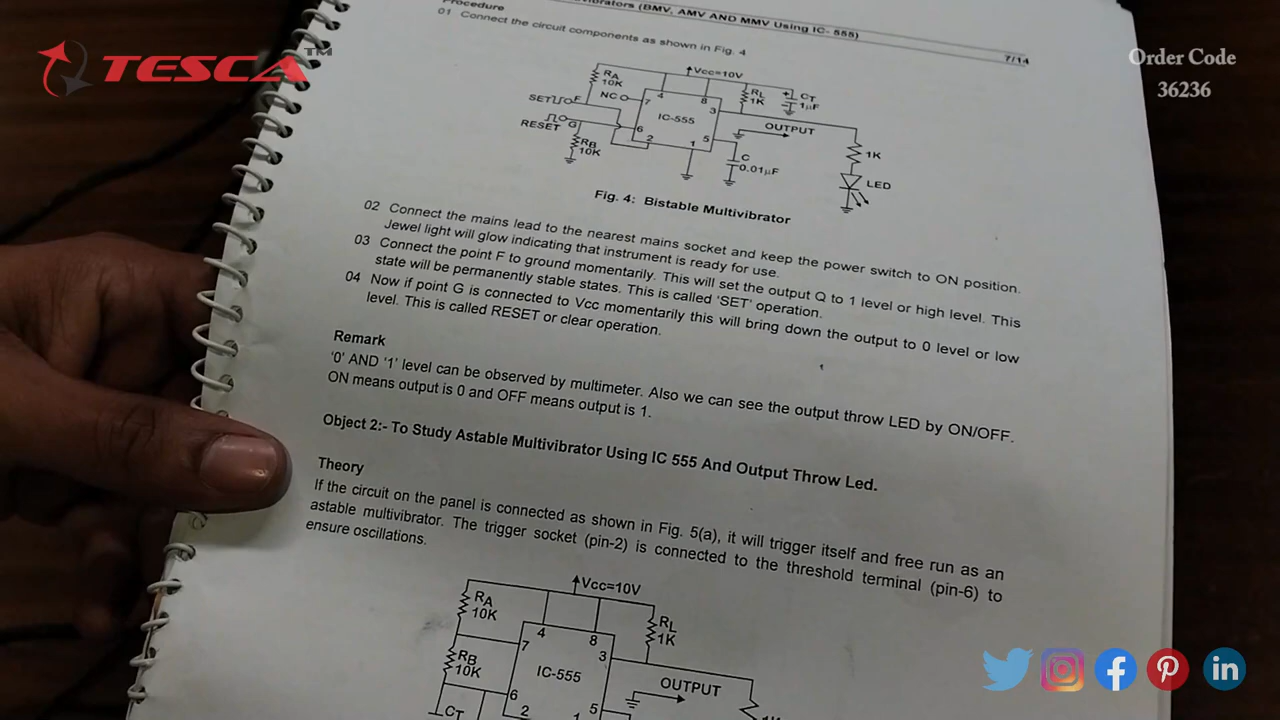 TESCA™
Order Code
36236
(BMV, AMV AND MMV Using IC- 555)
7/14
Procedure
01 Connect the circuit components as shown in Fig. 4
Vcc=10V
RA
10K
NC
SET
F
RESET
G
RB
10K
7
4
8
3
6
2
1
5
IC-555
RL
1K
CT
1µF
OUTPUT
C
0.01µF
1K
LED
Fig. 4: Bistable Multivibrator
02 Connect the mains lead to the nearest mains socket and keep the power switch to ON position.
Jewel light will glow indicating that instrument is ready for use.
03 Connect the point F to ground momentarily. This will set the output Q to 1 level or high level. This
state will be permanently stable states. This is called 'SET' operation.
04 Now if point G is connected to Vcc momentarily this will bring down the output to 0 level or low
level. This is called RESET or clear operation.
Remark
'0' AND '1' level can be observed by multimeter. Also we can see the output throw LED by ON/OFF.
ON means output is 0 and OFF means output is 1.
Object 2:- To Study Astable Multivibrator Using IC 555 And Output Throw Led.
Theory
If the circuit on the panel is connected as shown in Fig. 5(a), it will trigger itself and free run as an
astable multivibrator. The trigger socket (pin-2) is connected to the threshold terminal (pin-6) to
ensure oscillations.
Vcc=10V
RA
10K
RB
10K
CT
4
8
7
3
6
2
1
5
IC-555
RL
1K
OUTPUT
in